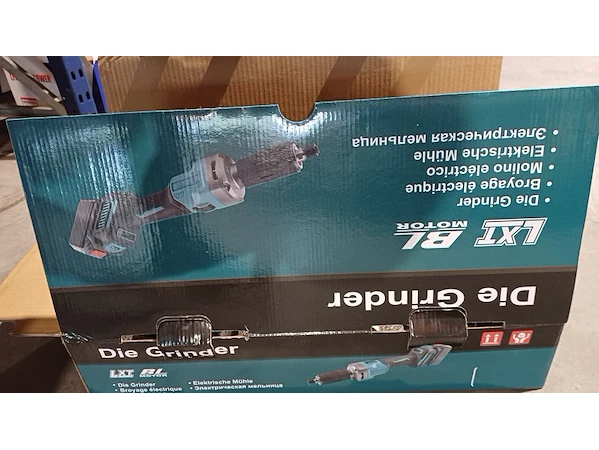 Die Grinder
LXT BL MOTOR
• Die Grinder
• Broyage électrique
• Molino eléctrico
• Elektrische Mühle
• Электрическая мельница
Die Grinder
LXT BL MOTOR
• Die Grinder
• Broyage électrique
• Elektrische Mühle
• Электрическая мельница